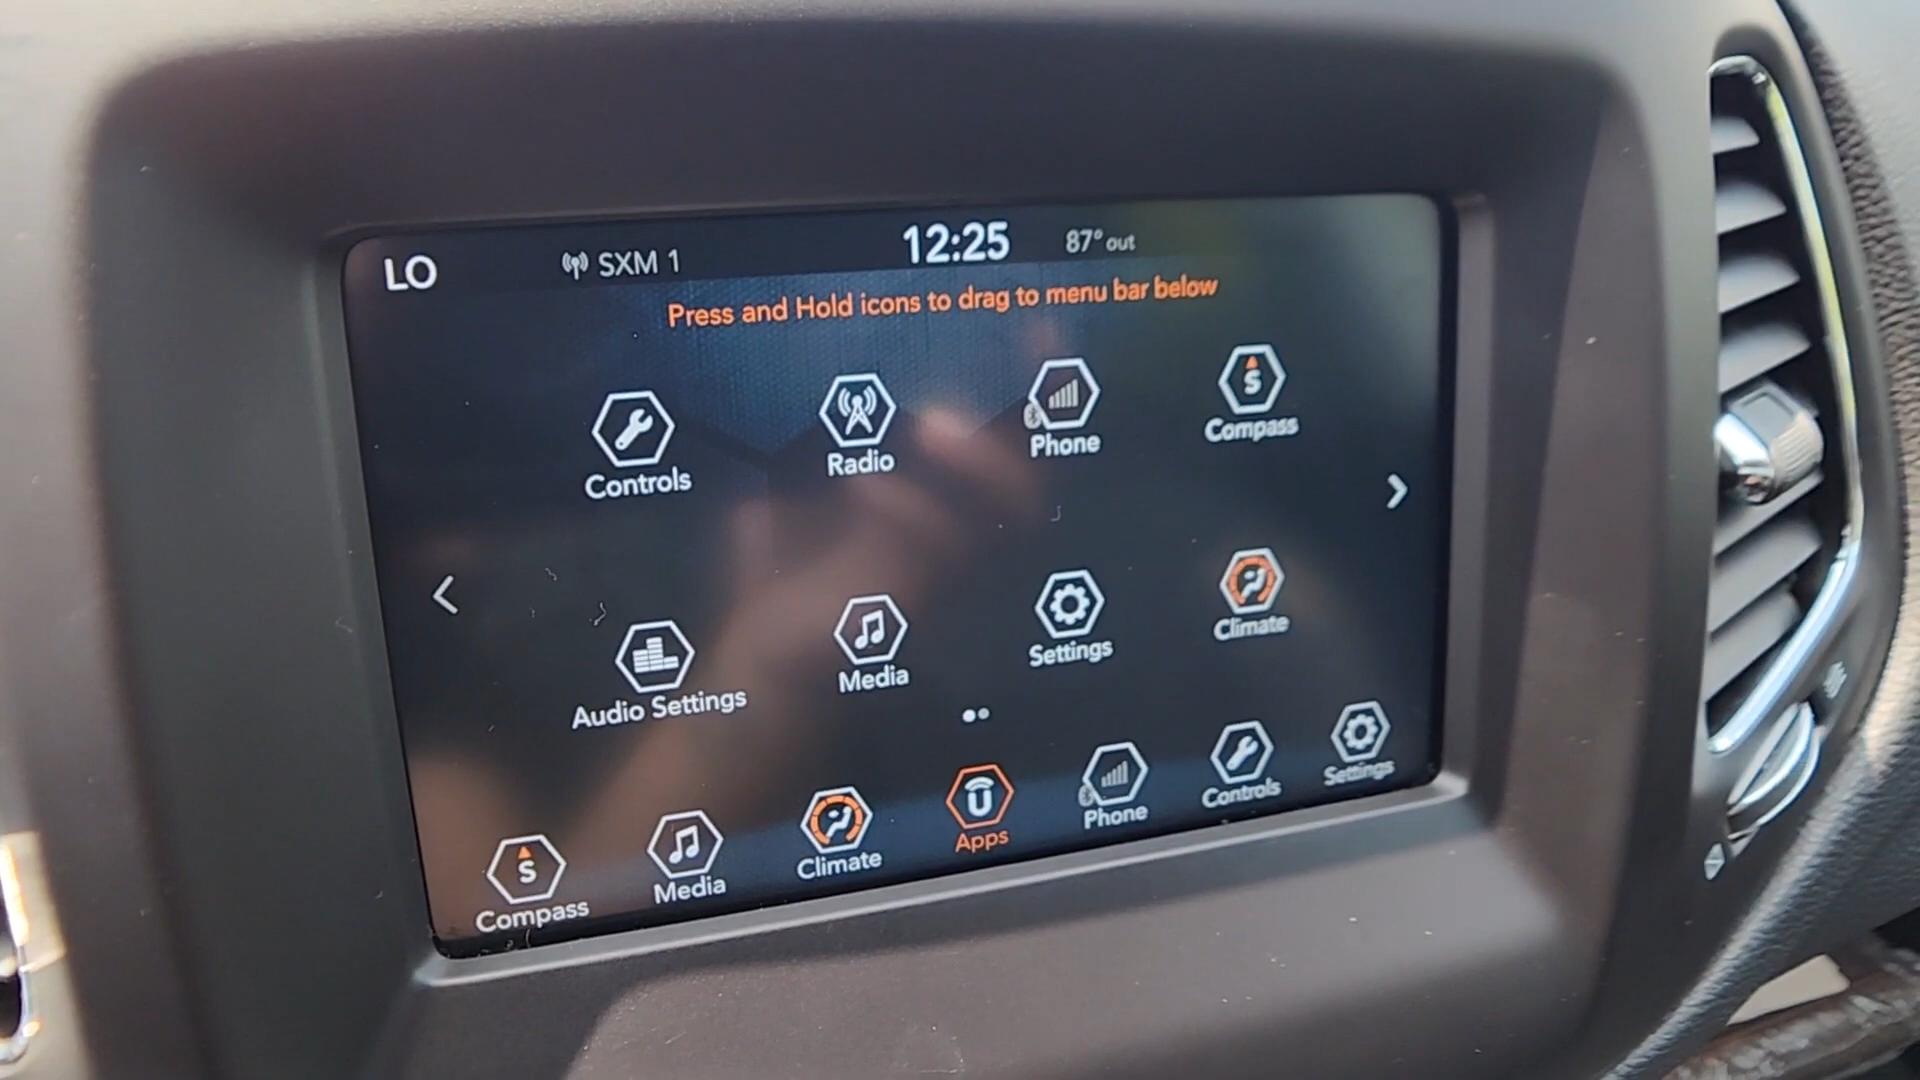 LO SXM 1 12:25 87° out
Press and Hold icons to drag to menu bar below
Controls Radio Phone S Compass
Audio Settings Media Settings Climate
S Compass Media Climate U Apps Phone Controls Settings